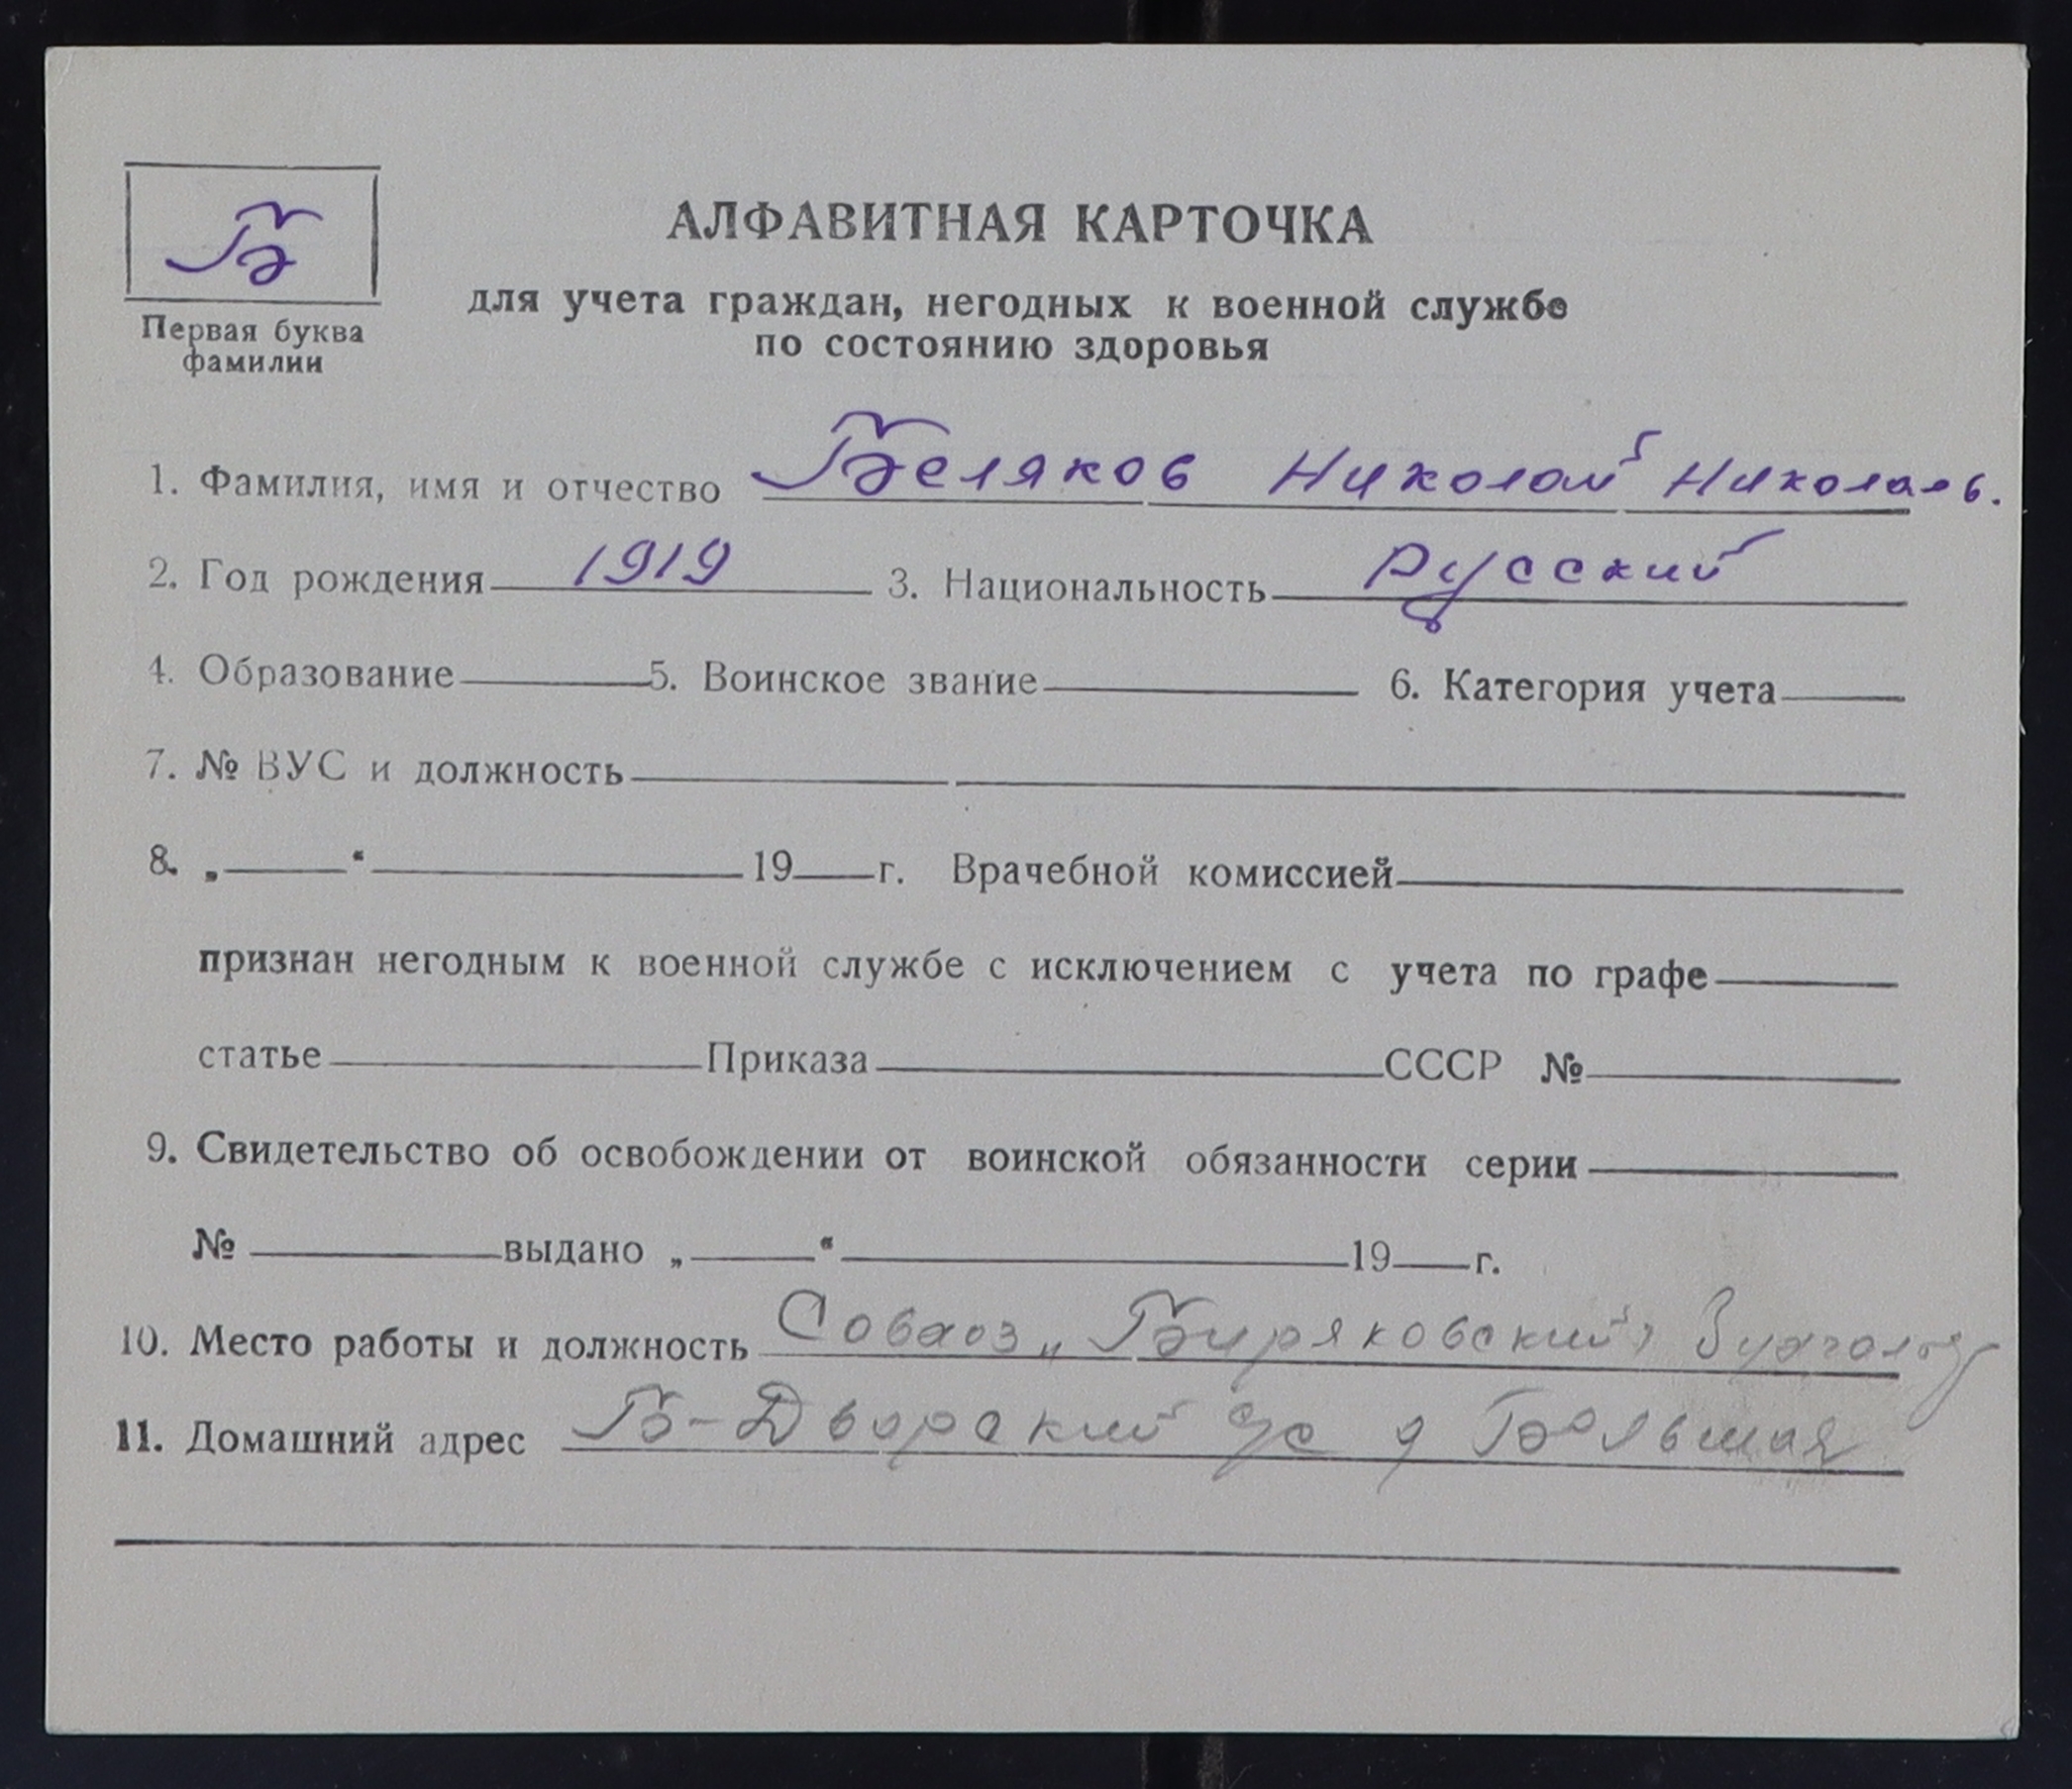 Б
Первая буква
фамилии
АЛФАВИТНАЯ КАРТОЧКА
для учета граждан, негодных к военной службе
по состоянию здоровья
1. Фамилия, имя и отчество Беляков Николай Николаев.
2. Год рождения 1919 3. Национальность русский
4. Образование 5. Воинское звание 6. Категория учета
7. № ВУС и должность
8. „ “ 19 г. Врачебной комиссией
признан негодным к военной службе с исключением с учета по графе
статье Приказа СССР №
9. Свидетельство об освобождении от воинской обязанности серии
№ выдано „ “ 19 г.
10. Место работы и должность Совхоз „Биряковский"
11. Домашний адрес Б-Дворский с/с д Большая